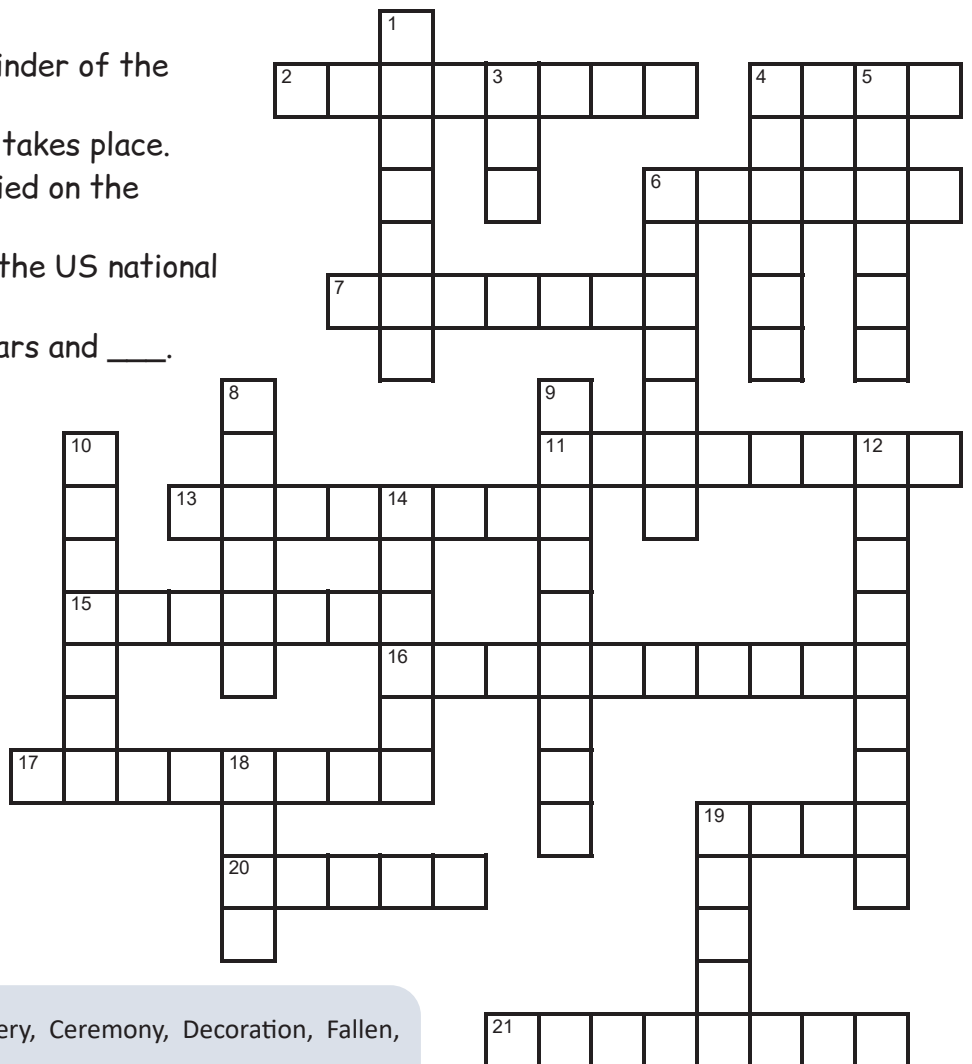 1
inder of the
2 3 4 5
takes place.
ied on the
6
the US national
7
ars and ___.
8 9
10 11 12
13 14
15
16
17 18
19
20
ery, Ceremony, Decoration, Fallen,
21